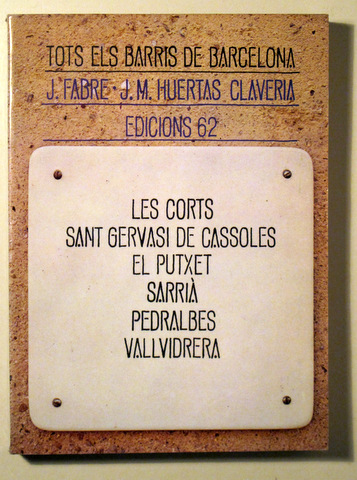 TOTS ELS BARRIS DE BARCELONA
J. FABRE · J. M. HUERTAS CLAVERIA
EDICIONS 62
LES CORTS
SANT GERVASI DE CASSOLES
EL PUTXET
SARRIÀ
PEDRALBES
VALLVIDRERA